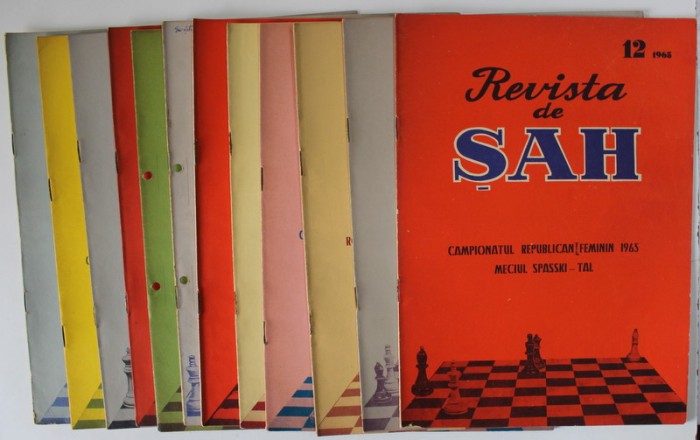 12 1965
Revista
de
ȘAH
CAMPIONATUL REPUBLICAN FEMININ 1965
MECIUL SPASSKI – TAL